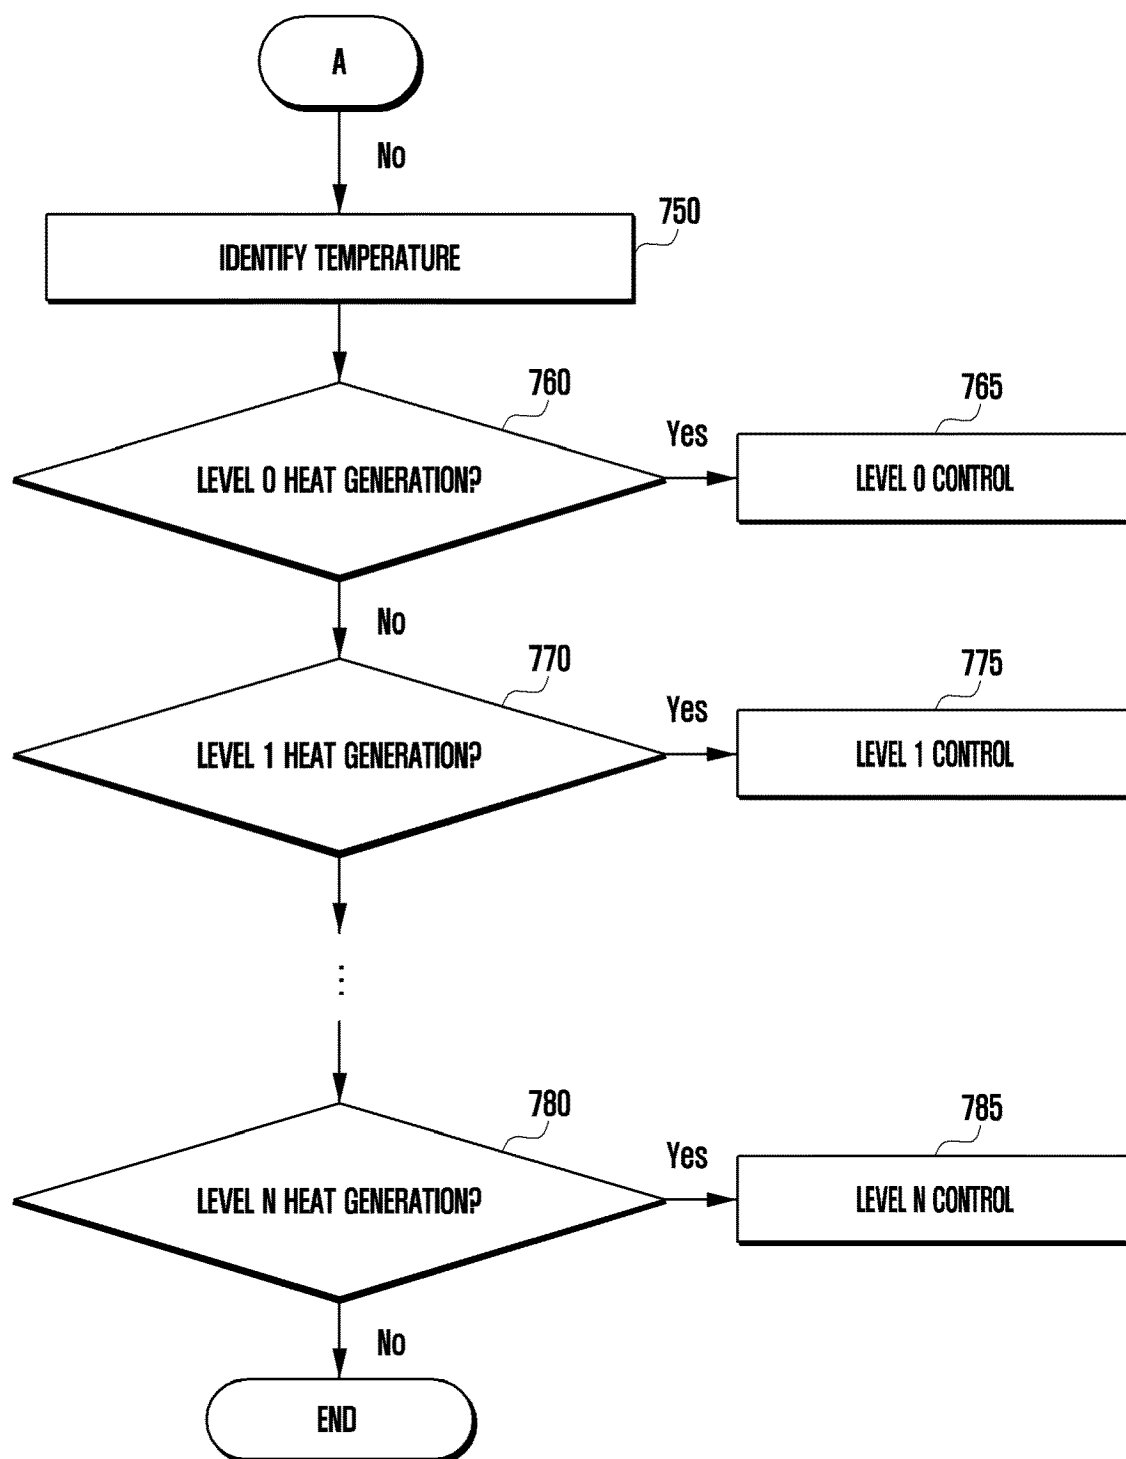 A
No
750
IDENTIFY TEMPERATURE
760
765
Yes
LEVEL 0 HEAT GENERATION?
LEVEL 0 CONTROL
No
770
775
Yes
LEVEL 1 HEAT GENERATION?
LEVEL 1 CONTROL
...
780
785
Yes
LEVEL N HEAT GENERATION?
LEVEL N CONTROL
No
END